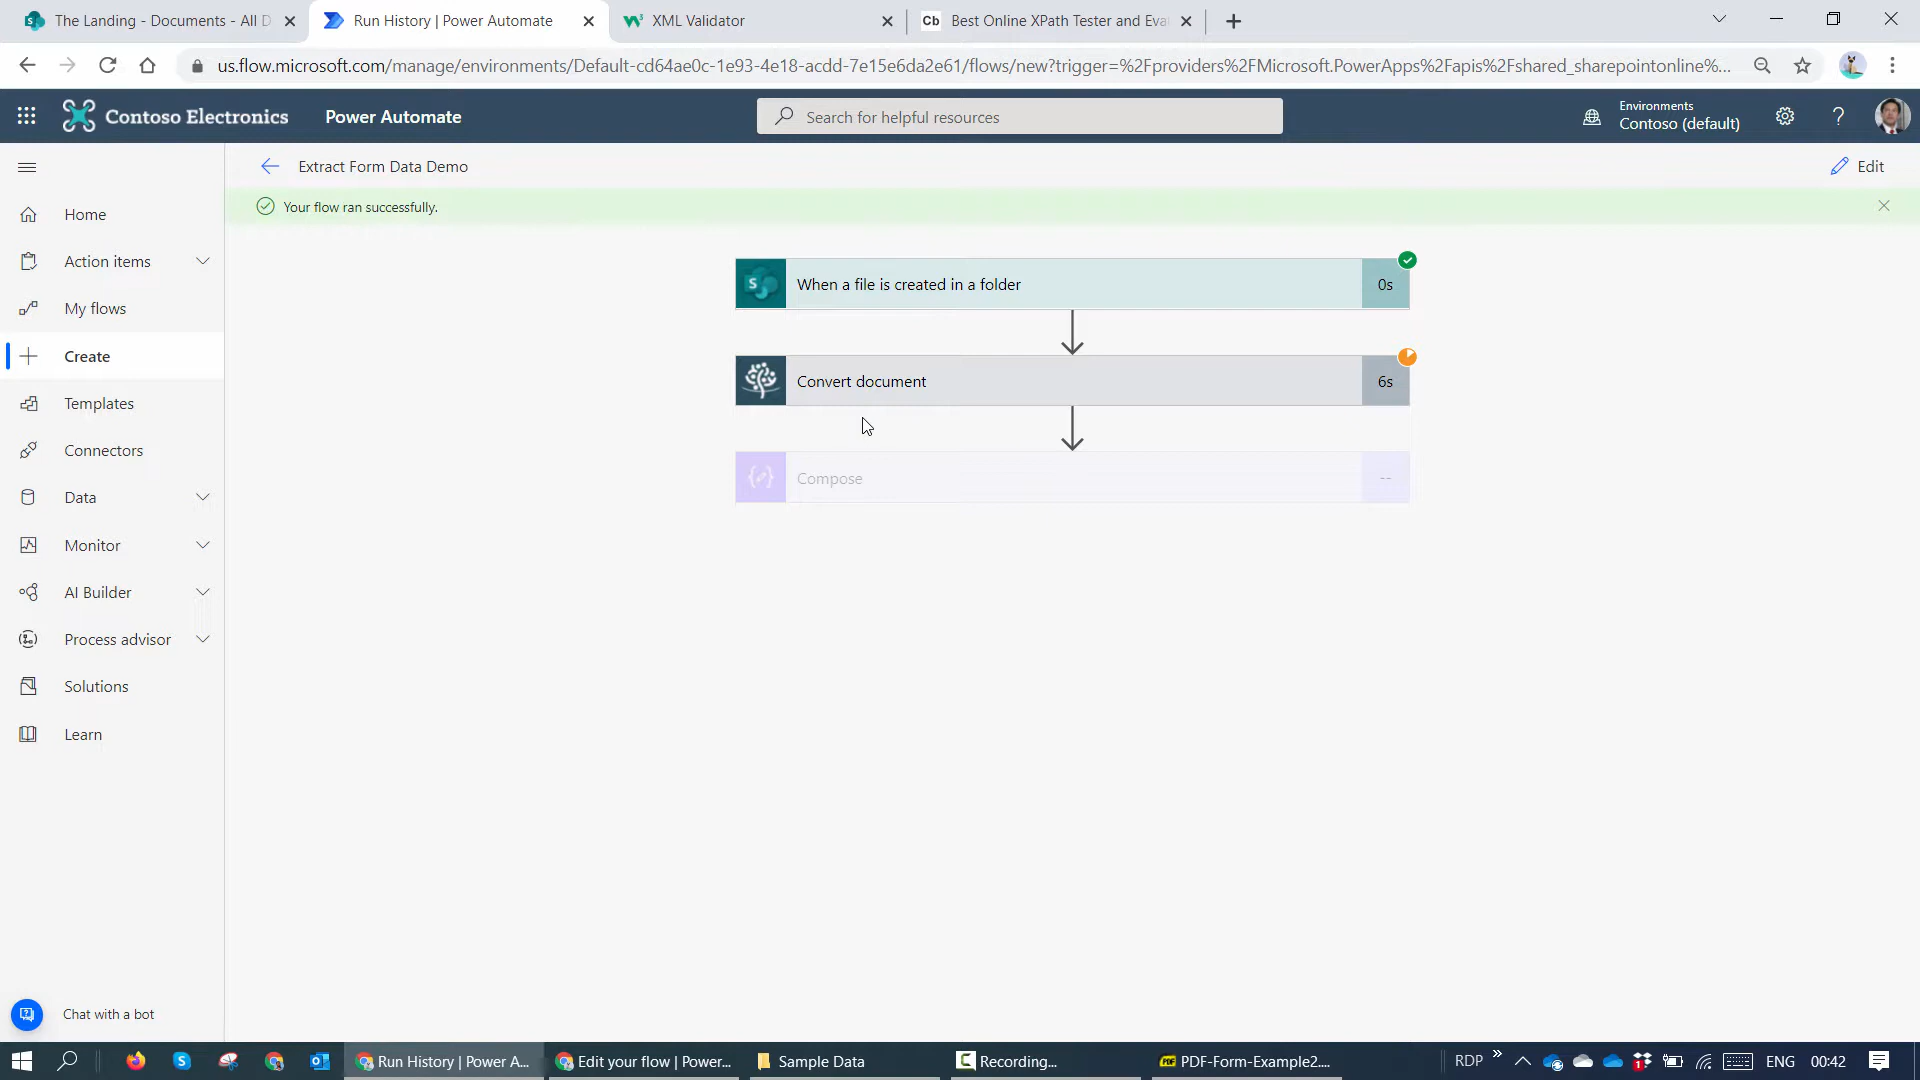 The Landing - Documents - All D
Run History | Power Automate
XML Validator
Cb Best Online XPath Tester and Eval
us.flow.microsoft.com/manage/environments/Default-cd64ae0c-1e93-4e18-acdd-7e15e6da2e61/flows/new?trigger=%2Fproviders%2FMicrosoft.PowerApps%2Fapis%2Fshared_sharepointonline%...
Contoso Electronics
Power Automate
Search for helpful resources
Environments
Contoso (default)
Extract Form Data Demo
Edit
Your flow ran successfully.
Home
Action items
My flows
Create
Templates
Connectors
Data
Monitor
AI Builder
Process advisor
Solutions
Learn
When a file is created in a folder
0s
Convert document
6s
Compose
--
Chat with a bot
Run History | Power A...
Edit your flow | Power...
Sample Data
Recording...
PDF-Form-Example2....
RDP
ENG
00:42